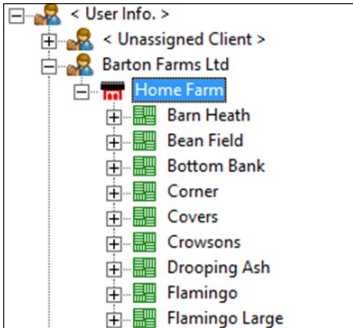 < User Info. >
< Unassigned Client >
Barton Farms Ltd
Home Farm
Barn Heath
Bean Field
Bottom Bank
Corner
Covers
Crowsons
Drooping Ash
Flamingo
Flamingo Large